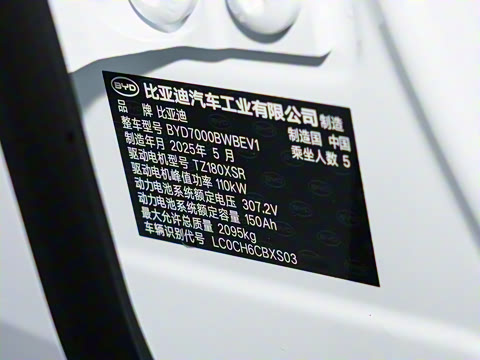 BYD 比亚迪汽车工业有限公司 制造
品 牌 比亚迪 制造国 中国
整车型号 BYD7000BWBEV1 乘坐人数 5
制造年月 2025年 5 月
驱动电机型号 TZ180XSR
驱动电机峰值功率 110kW
动力电池系统额定电压 307.2V
动力电池系统额定容量 150Ah
最大允许总质量 2095kg
车辆识别代号 LC0CH6CBXS03